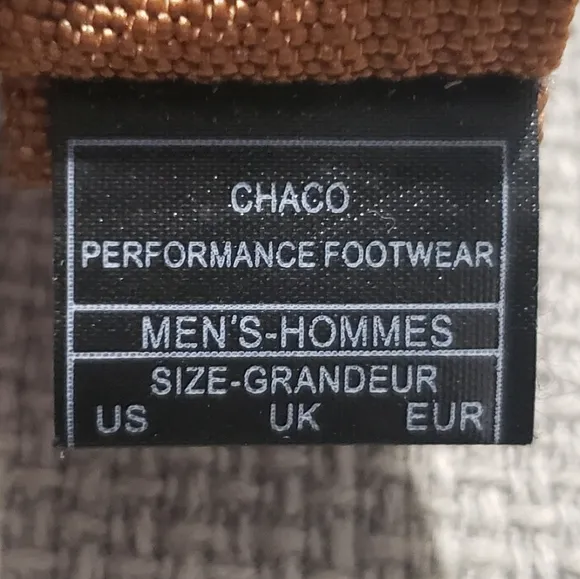 CHACO
PERFORMANCE FOOTWEAR
MEN'S-HOMMES
SIZE-GRANDEUR
US UK EUR